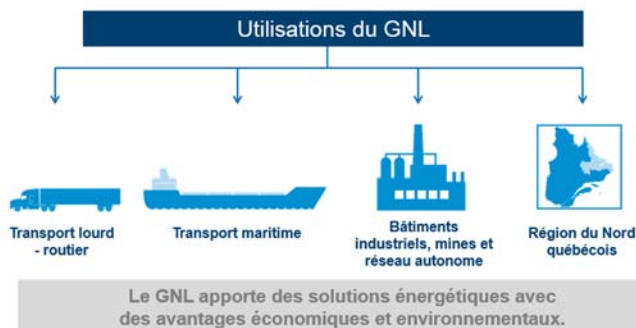 Utilisations du GNL
Transport lourd
- routier
Transport maritime
Bâtiments
industriels, mines et
réseau autonome
Région du Nord
québécois
Le GNL apporte des solutions énergétiques avec
des avantages économiques et environnementaux.